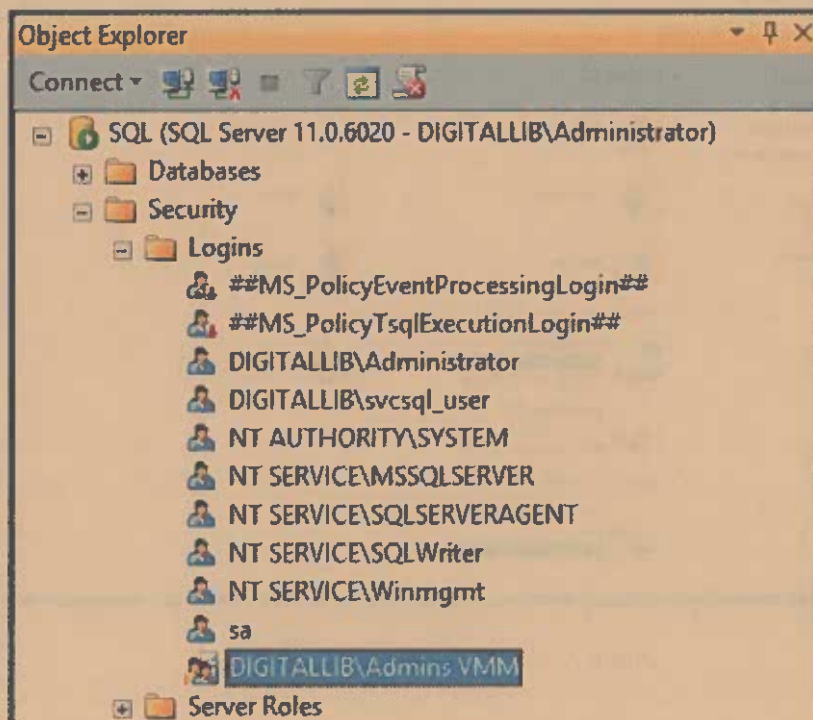 Object Explorer
Connect
SQL (SQL Server 11.0.6020 - DIGITALLIB\Administrator)
Databases
Security
Logins
##MS_PolicyEventProcessingLogin##
##MS_PolicyTsqlExecutionLogin##
DIGITALLIB\Administrator
DIGITALLIB\svcsql_user
NT AUTHORITY\SYSTEM
NT SERVICE\MSSQLSERVER
NT SERVICE\SQLSERVERAGENT
NT SERVICE\SQLWriter
NT SERVICE\Winmgmt
sa
DIGITALLIB\Admins VMM
Server Roles